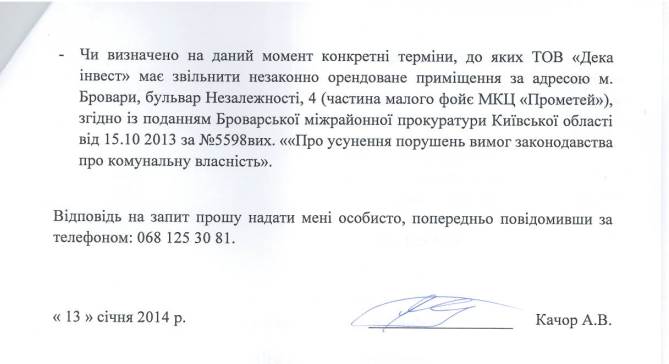 - Чи визначено на даний момент конкретні терміни, до яких ТОВ «Дека
інвест» має звільнити незаконно орендоване приміщення за адресою м.
Бровари, бульвар Незалежності, 4 (частина малого фойє МКЦ «Прометей»),
згідно із поданням Броварської міжрайонної прокуратури Київської області
від 15.10 2013 за №5598вих. ««Про усунення порушень вимог законодавства
про комунальну власність».
Відповідь на запит прошу надати мені особисто, попередньо повідомивши за
телефоном: 068 125 30 81.
« 13 » січня 2014 р. Качор А.В.